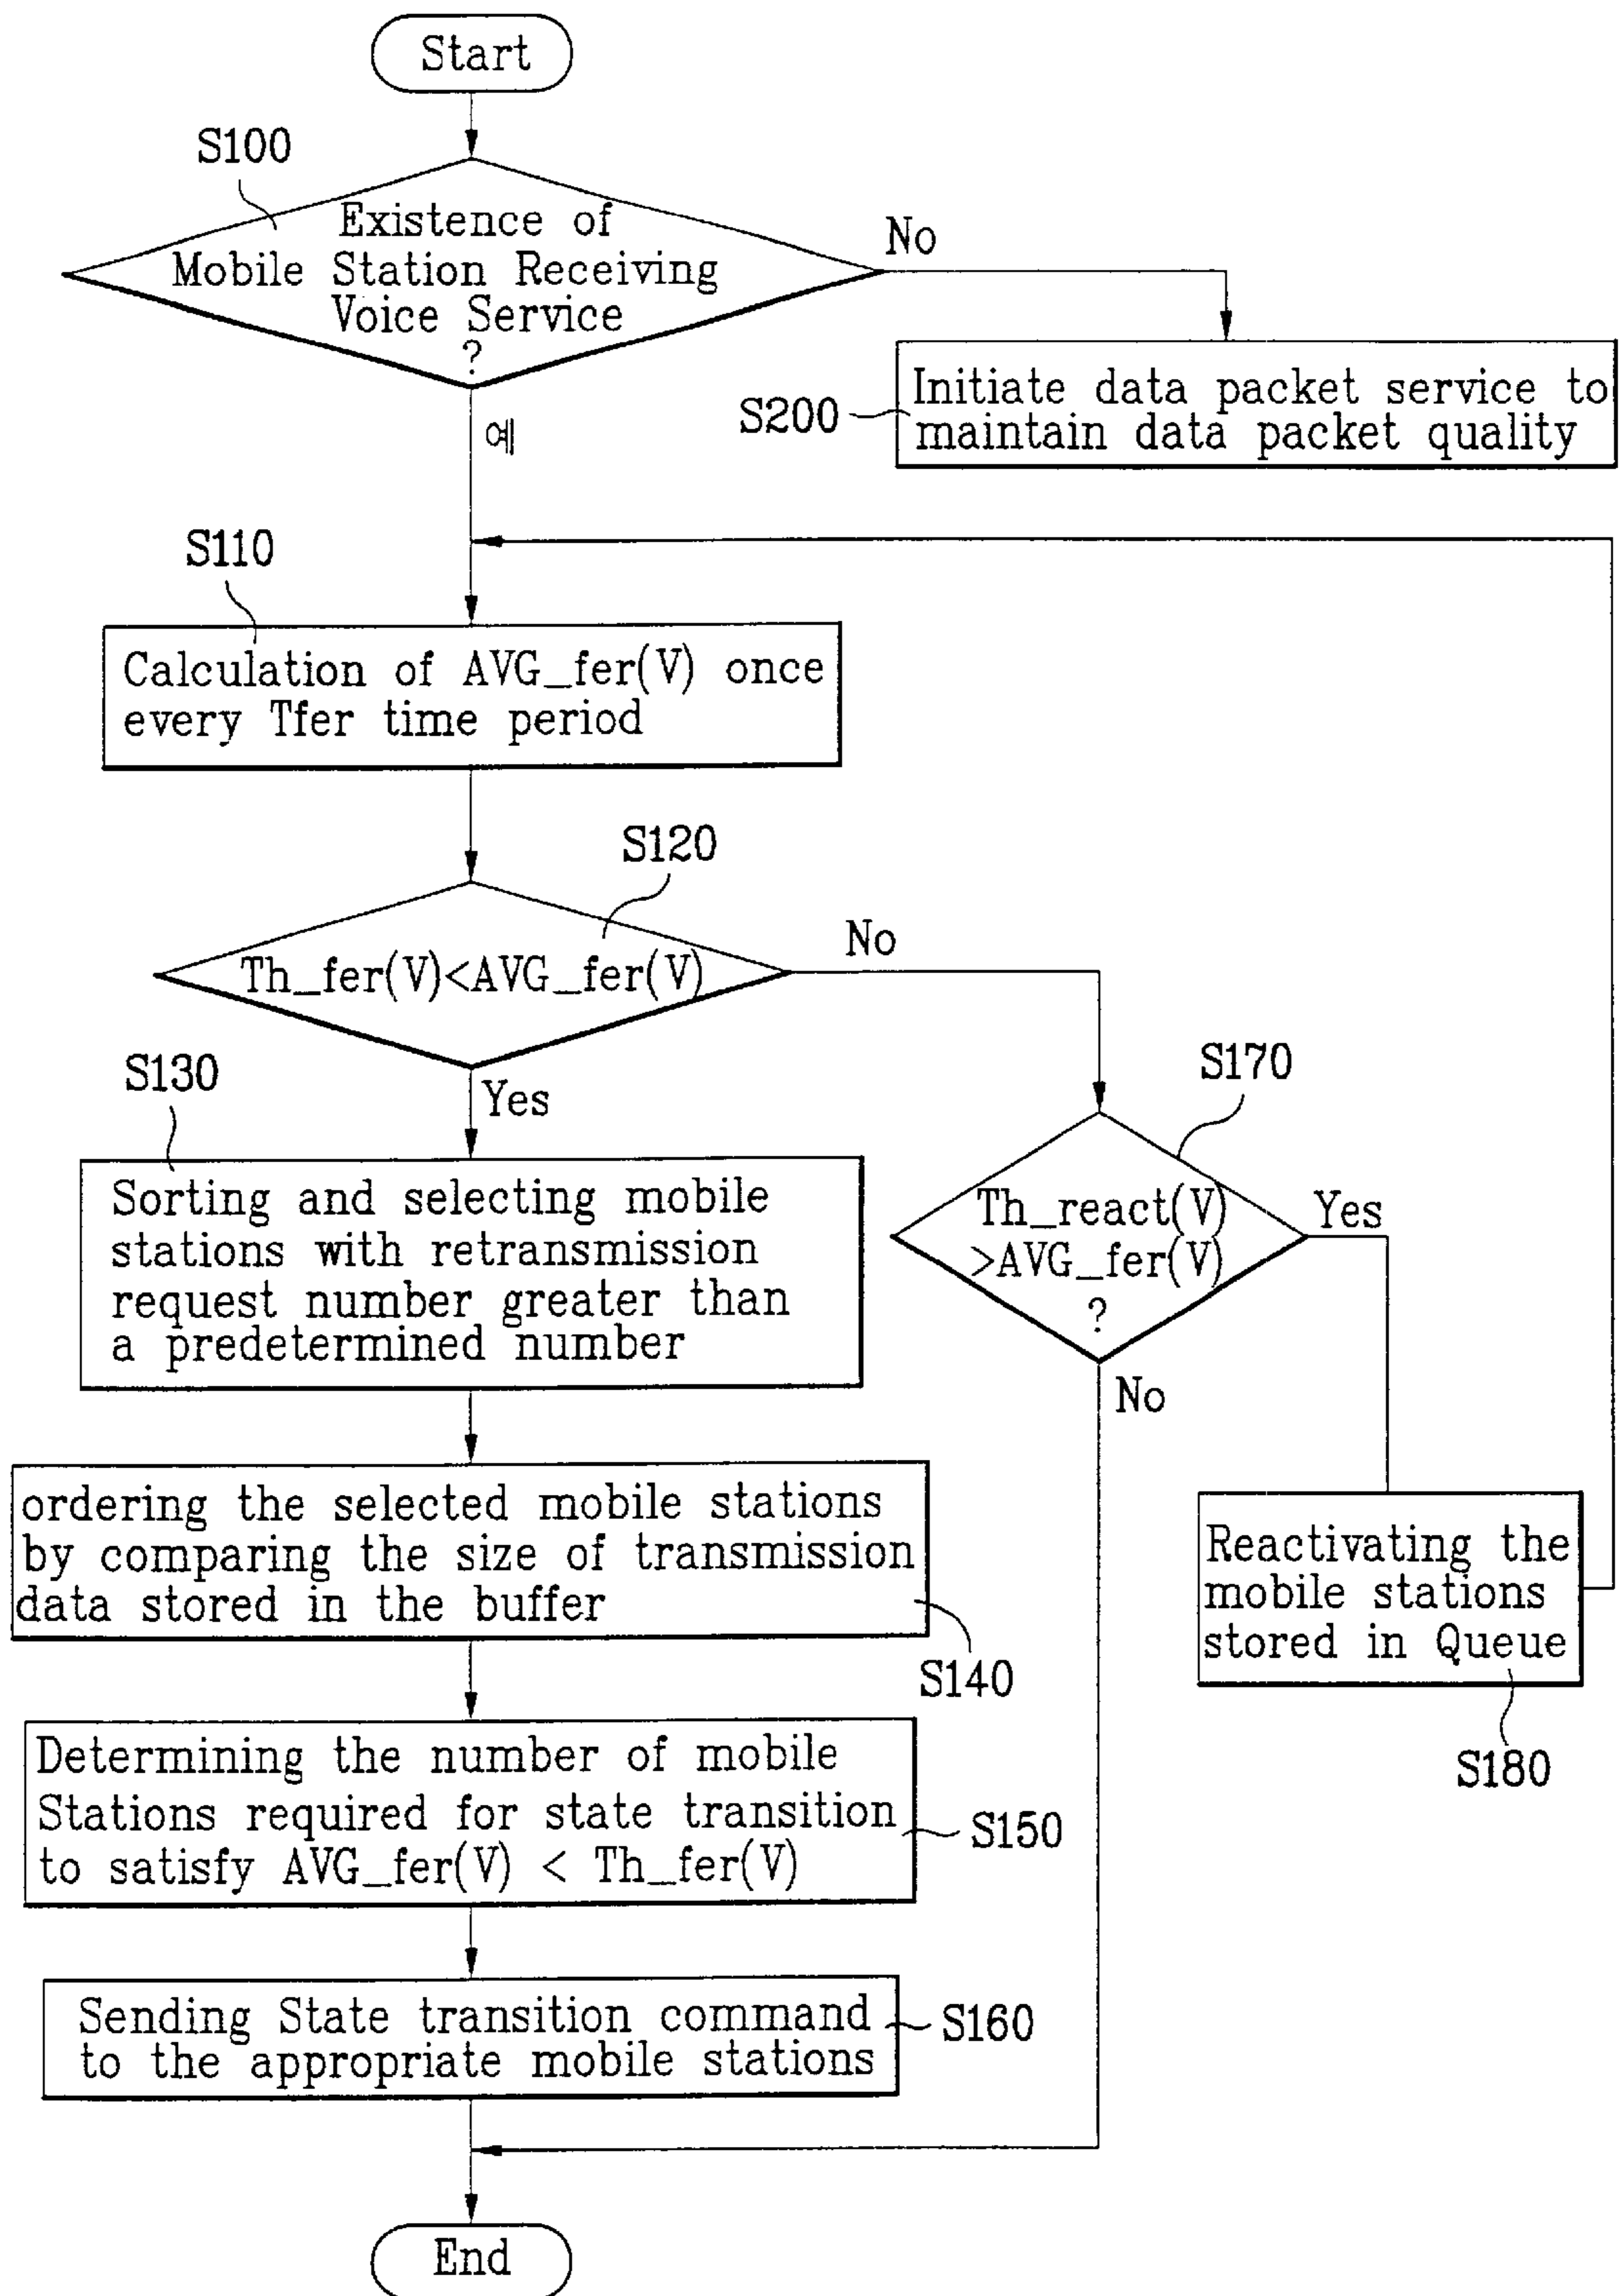 Start
S100
Existence of
Mobile Station Receiving
Voice Service
?
No
S200
Initiate data packet service to
maintain data packet quality
예
S110
Calculation of AVG_fer(V) once
every Tfer time period
S120
Th_fer(V)<AVG_fer(V)
No
Yes
S130
Sorting and selecting mobile
stations with retransmission
request number greater than
a predetermined number
S170
Th_react(V)
>AVG_fer(V)
?
Yes
No
ordering the selected mobile stations
by comparing the size of transmission
data stored in the buffer
S140
Reactivating the
mobile stations
stored in Queue
S180
Determining the number of mobile
Stations required for state transition
to satisfy AVG_fer(V) < Th_fer(V)
S150
Sending State transition command
to the appropriate mobile stations
S160
End